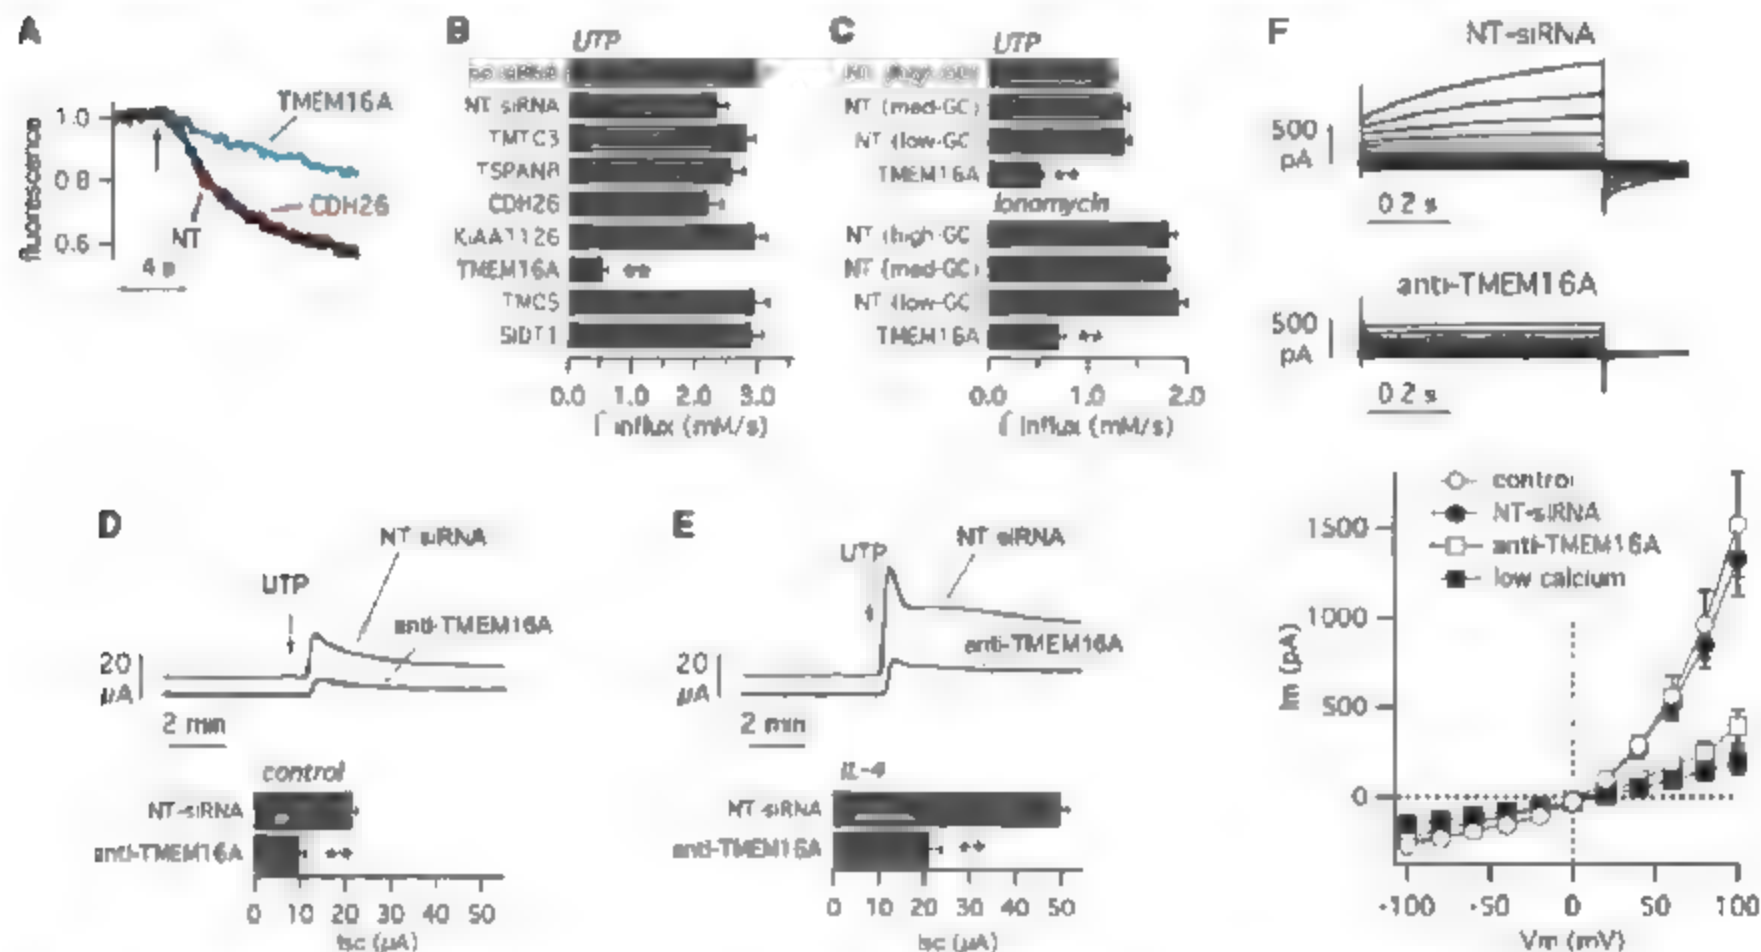 A
fluorescence
1.0
0.8
0.6
TMEM16A
CDH26
NT
4 s
B
UTP
NT siRNA
TMTC3
TSPAN8
CDH26
KIAA1126
TMEM16A
**
TMC5
SIDT1
0.0 1.0 2.0 3.0
I⁻ influx (mM/s)
C
UTP
NT (med-GC)
NT (low-GC
TMEM16A
**
Ionomycin
NT (high-GC
NT (med-GC)
NT (low-GC
TMEM16A
**
0.0 1.0 2.0
I⁻ influx (mM/s)
D
NT siRNA
UTP
anti-TMEM16A
20
µA
2 min
control
NT-siRNA
anti-TMEM16A
**
0 10 20 30 40 50
Isc (µA)
E
NT siRNA
UTP
anti-TMEM16A
20
µA
2 min
IL-4
NT-siRNA
anti-TMEM16A
**
0 10 20 30 40 50
Isc (µA)
F
NT-siRNA
500
pA
0.2 s
anti-TMEM16A
500
pA
0.2 s
control
NT-siRNA
anti-TMEM16A
low calcium
Im (pA)
1500
1000
500
0
-100 -50 0 50 100
Vm (mV)